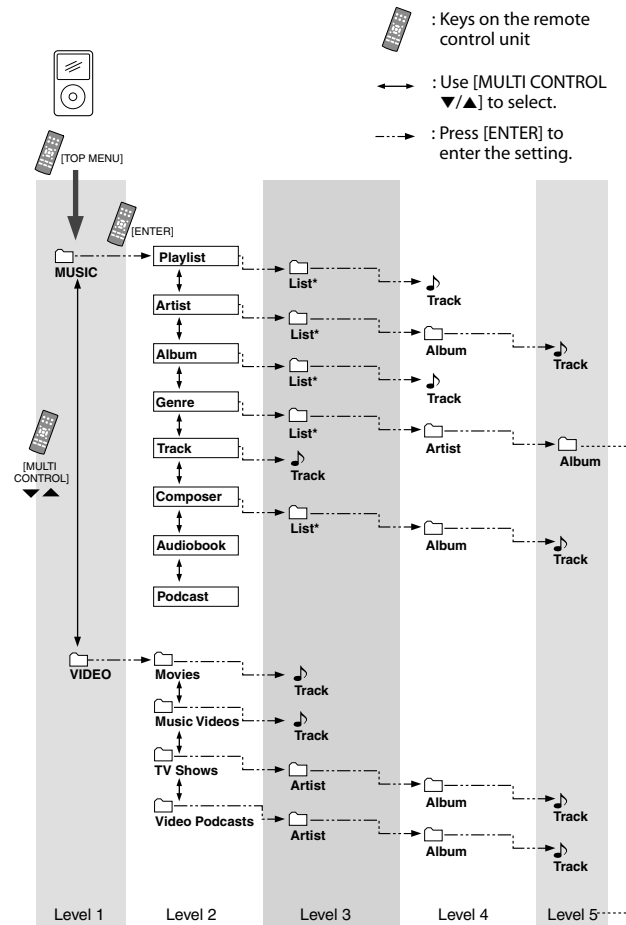 : Keys on the remote
control unit
: Use [MULTI CONTROL
▼/▲] to select.
: Press [ENTER] to
enter the setting.
[TOP MENU]
[ENTER]
MUSIC
Playlist
List*
Track
Artist
List*
Album
Track
Album
List*
Track
Genre
List*
Artist
Album
Track
Track
[MULTI
CONTROL]
▼ ▲
Composer
List*
Album
Track
Audiobook
Podcast
VIDEO
Movies
Track
Music Videos
Track
TV Shows
Artist
Album
Track
Video Podcasts
Artist
Album
Track
Level 1 Level 2 Level 3 Level 4 Level 5